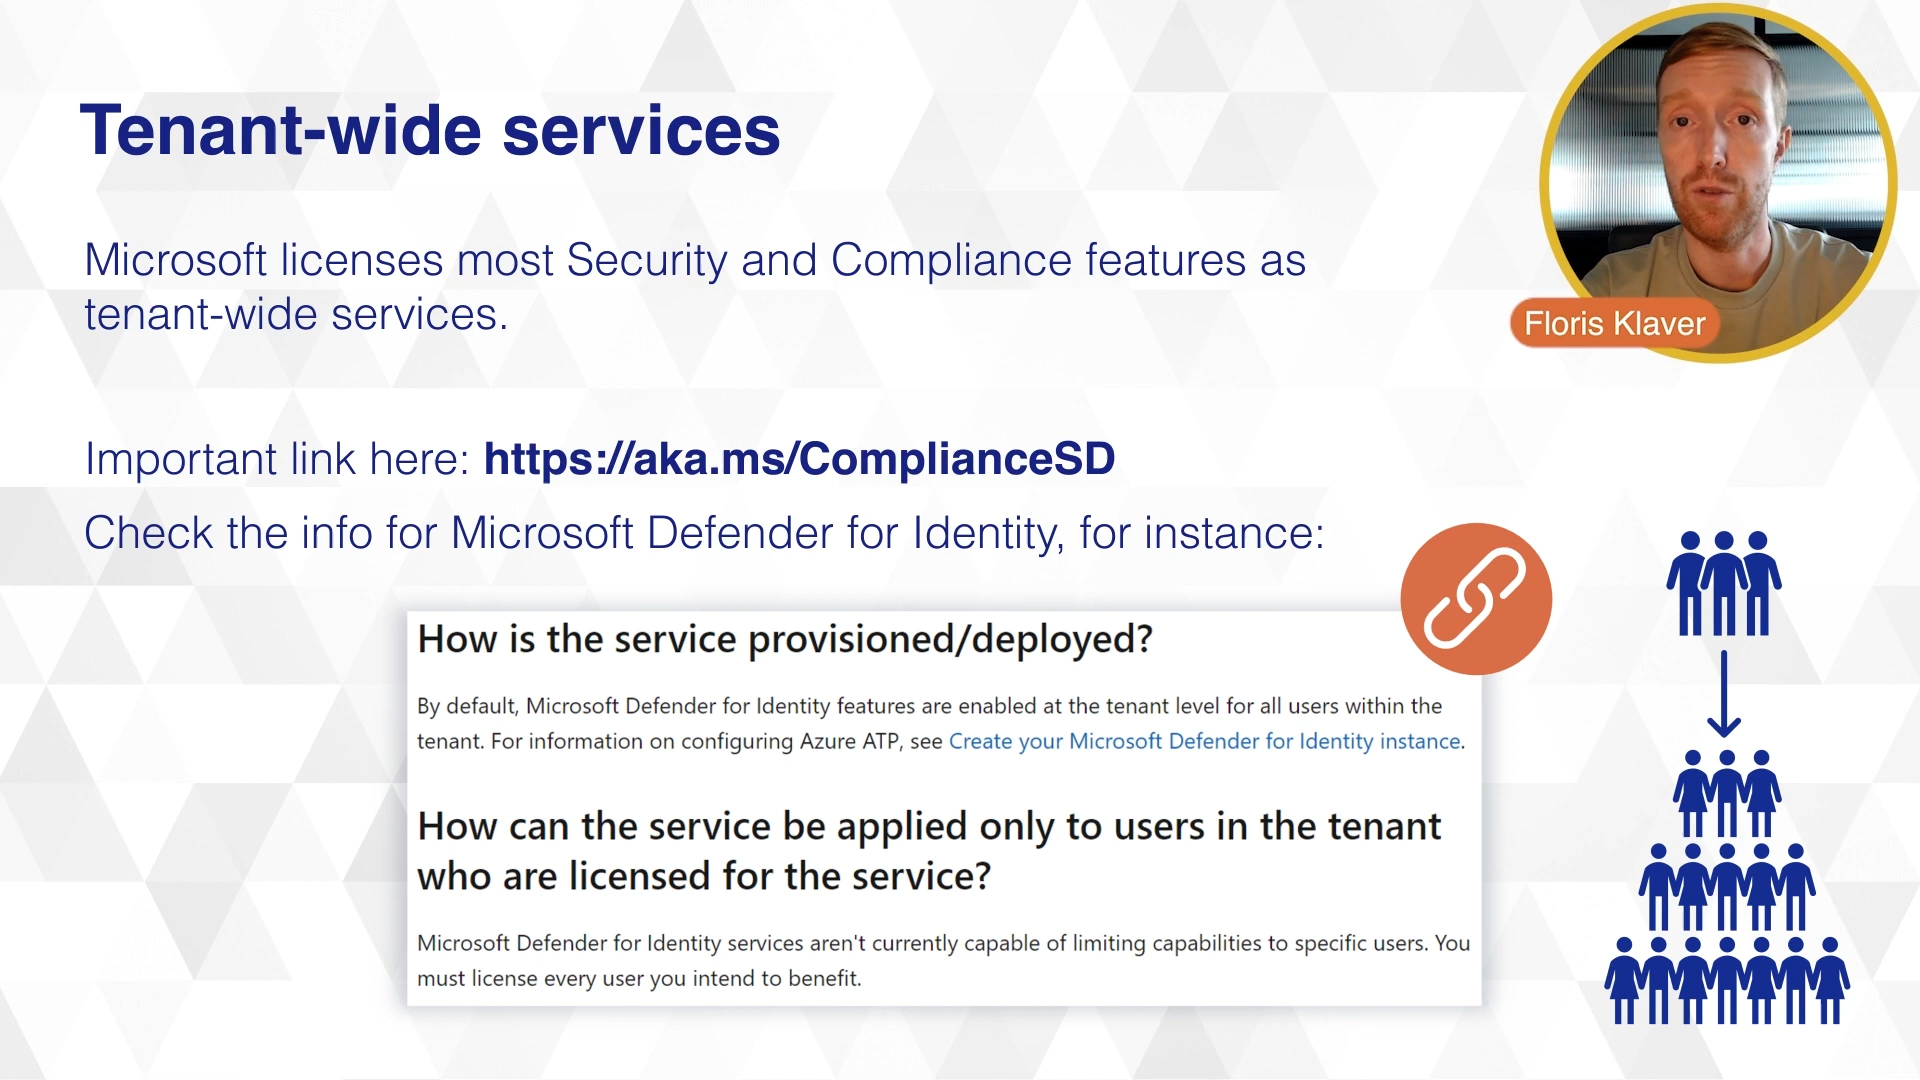 Tenant-wide services
Microsoft licenses most Security and Compliance features as
tenant-wide services.
Floris Klaver
Important link here: https://aka.ms/ComplianceSD
Check the info for Microsoft Defender for Identity, for instance:
How is the service provisioned/deployed?
By default, Microsoft Defender for Identity features are enabled at the tenant level for all users within the
tenant. For information on configuring Azure ATP, see Create your Microsoft Defender for Identity instance.
How can the service be applied only to users in the tenant
who are licensed for the service?
Microsoft Defender for Identity services aren't currently capable of limiting capabilities to specific users. You
must license every user you intend to benefit.